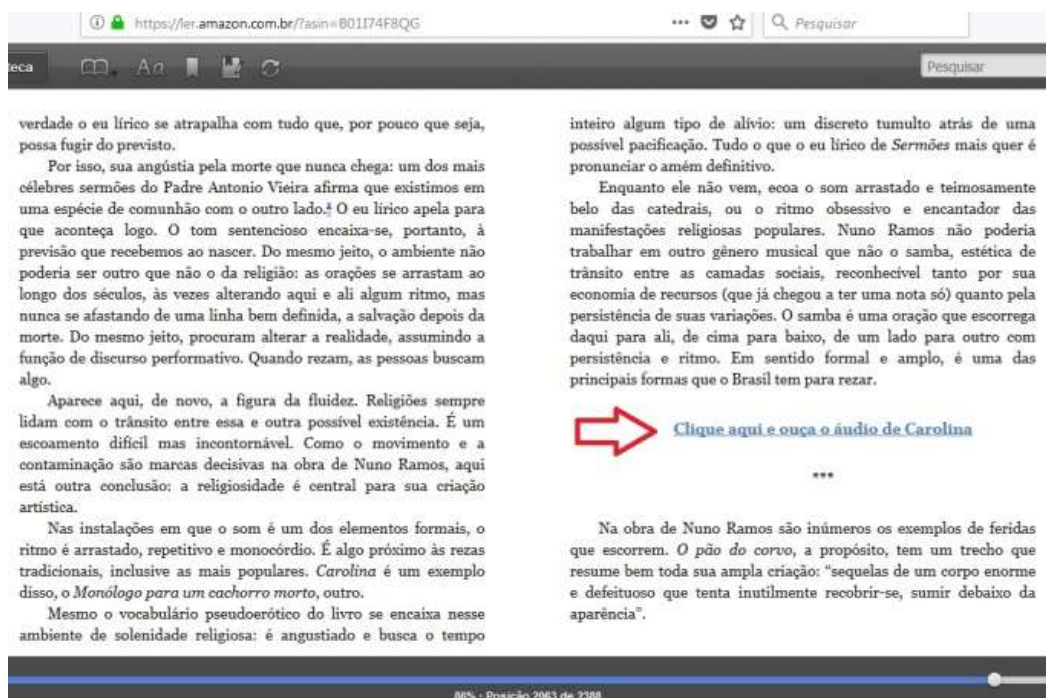 https://ler.amazon.com.br/?asin=B01I74F8QG
Pesquisar
teca
Aa
Pesquisar
verdade o eu lírico se atrapalha com tudo que, por pouco que seja,
possa fugir do previsto.
Por isso, sua angústia pela morte que nunca chega: um dos mais
célebres sermões do Padre Antonio Vieira afirma que existimos em
uma espécie de comunhão com o outro lado. O eu lírico apela para
que aconteça logo. O tom sentencioso encaixa-se, portanto, à
previsão que recebemos ao nascer. Do mesmo jeito, o ambiente não
poderia ser outro que não o da religião: as orações se arrastam ao
longo dos séculos, às vezes alterando aqui e ali algum ritmo, mas
nunca se afastando de uma linha bem definida, a salvação depois da
morte. Do mesmo jeito, procuram alterar a realidade, assumindo a
função de discurso performativo. Quando rezam, as pessoas buscam
algo.
Aparece aqui, de novo, a figura da fluidez. Religiões sempre
lidam com o trânsito entre essa e outra possível existência. É um
escoamento difícil mas incontornável. Como o movimento e a
contaminação são marcas decisivas na obra de Nuno Ramos, aqui
está outra conclusão: a religiosidade é central para sua criação
artística.
Nas instalações em que o som é um dos elementos formais, o
ritmo é arrastado, repetitivo e monocórdio. É algo próximo às rezas
tradicionais, inclusive as mais populares. Carolina é um exemplo
disso, o Monólogo para um cachorro morto, outro.
Mesmo o vocabulário pseudoerótico do livro se encaixa nesse
ambiente de solenidade religiosa: é angustiado e busca o tempo
inteiro algum tipo de alívio: um discreto tumulto atrás de uma
possível pacificação. Tudo o que o eu lírico de Sermões mais quer é
pronunciar o amém definitivo.
Enquanto ele não vem, ecoa o som arrastado e teimosamente
belo das catedrais, ou o ritmo obsessivo e encantador das
manifestações religiosas populares. Nuno Ramos não poderia
trabalhar em outro gênero musical que não o samba, estética de
trânsito entre as camadas sociais, reconhecível tanto por sua
economia de recursos (que já chegou a ter uma nota só) quanto pela
persistência de suas variações. O samba é uma oração que escorrega
daqui para ali, de cima para baixo, de um lado para outro com
persistência e ritmo. Em sentido formal e amplo, é uma das
principais formas que o Brasil tem para rezar.
Clique aqui e ouça o áudio de Carolina
***
Na obra de Nuno Ramos são inúmeros os exemplos de feridas
que escorrem. O pão do corvo, a propósito, tem um trecho que
resume bem toda sua ampla criação: “sequelas de um corpo enorme
e defeituoso que tenta inutilmente recobrir-se, sumir debaixo da
aparência”.
86% · Posição 2063 de 2388